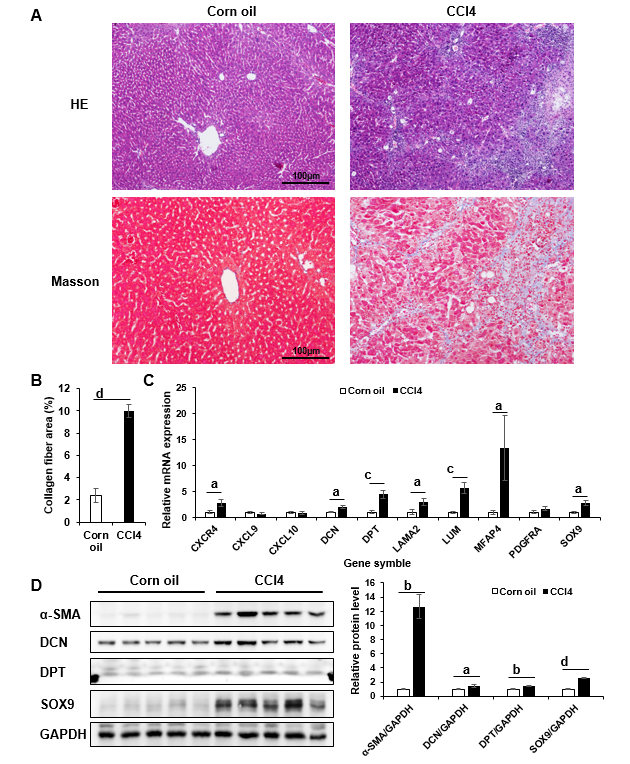 A
Corn oil
CCl4
HE
100μm
Masson
100μm
B
Collagen fiber area (%)
12
10
8
6
4
2
0
d
Corn oil
CCl4
C
Relative mRNA expression
25
20
15
10
5
0
Corn oil
CCl4
a
a
c
a
c
a
a
CXCR4
CXCL9
CXCL10
DCN
DPT
LAMA2
LUM
MFAP4
PDGFRA
SOX9
Gene symble
D
Corn oil
CCl4
α-SMA
DCN
DPT
SOX9
GAPDH
Relative protein level
16
14
12
10
8
6
4
2
0
Corn oil
CCl4
b
a
b
d
α-SMA/GAPDH
DCN/GAPDH
DPT/GAPDH
SOX9/GAPDH